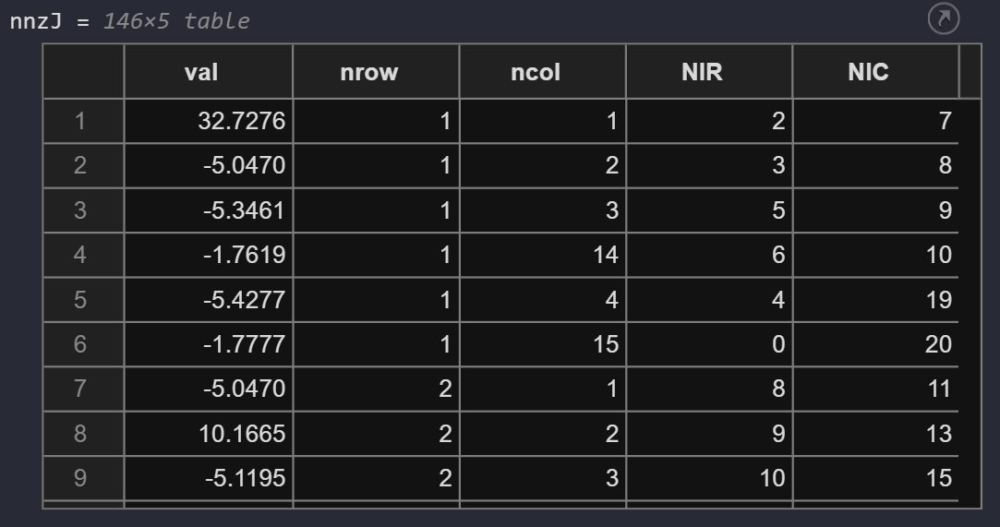 nnzJ = 146×5 table
val nrow ncol NIR NIC
1 32.7276 1 1 2 7
2 -5.0470 1 2 3 8
3 -5.3461 1 3 5 9
4 -1.7619 1 14 6 10
5 -5.4277 1 4 4 19
6 -1.7777 1 15 0 20
7 -5.0470 2 1 8 11
8 10.1665 2 2 9 13
9 -5.1195 2 3 10 15